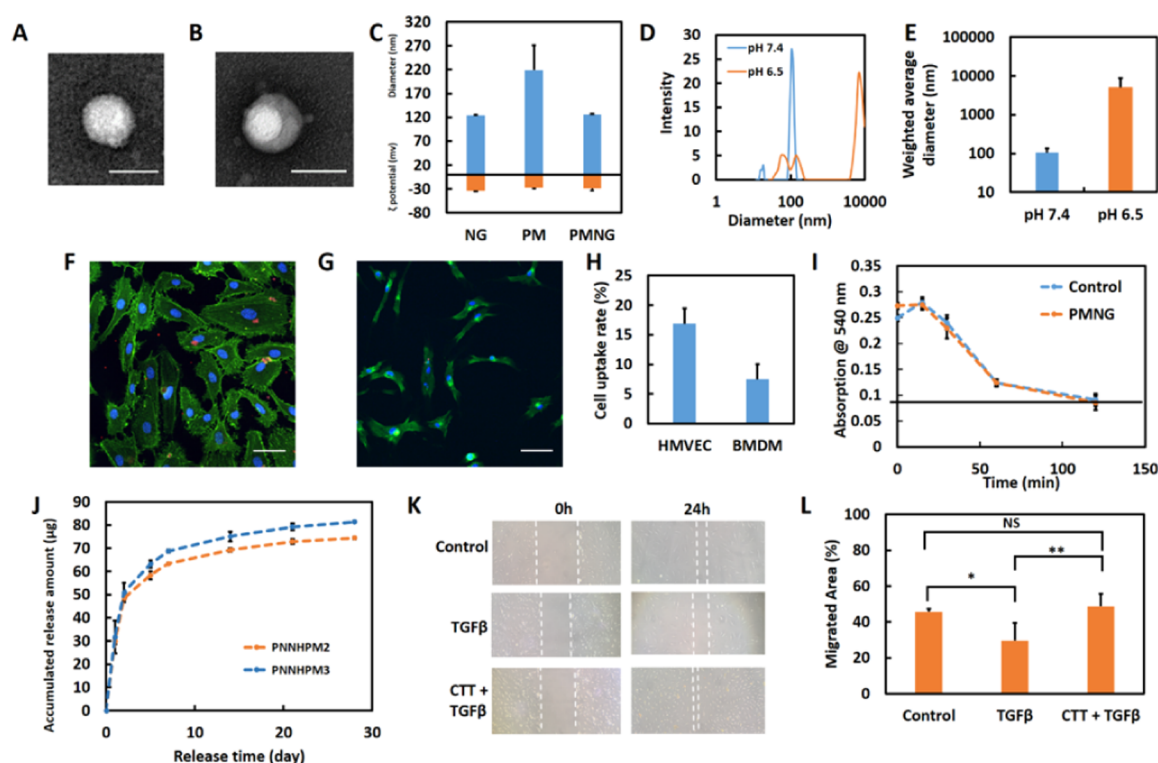 A
B
C
Diameter (nm)
ζ potential (mv)
320
270
220
170
120
70
20
-30
-80
NG PM PMNG
D
Intensity
30
25
20
15
10
5
0
pH 7.4
pH 6.5
1 100 10000
Diameter (nm)
E
Weighted average
diameter (nm)
100000
10000
1000
100
10
pH 7.4 pH 6.5
F
G
H
Cell uptake rate (%)
25
20
15
10
5
0
HMVEC BMDM
I
Absorption @ 540 nm
0.35
0.3
0.25
0.2
0.15
0.1
0.05
0
Control
PMNG
0 50 100 150
Time (min)
J
Accumulated release amount (µg)
90
80
70
60
50
40
30
20
10
0
PNNHPM2
PNNHPM3
0 10 20 30
Release time (day)
K
0h 24h
Control
TGFβ
CTT +
TGFβ
L
Migrated Area (%)
100
80
60
40
20
0
NS
*
**
Control TGFβ CTT + TGFβ